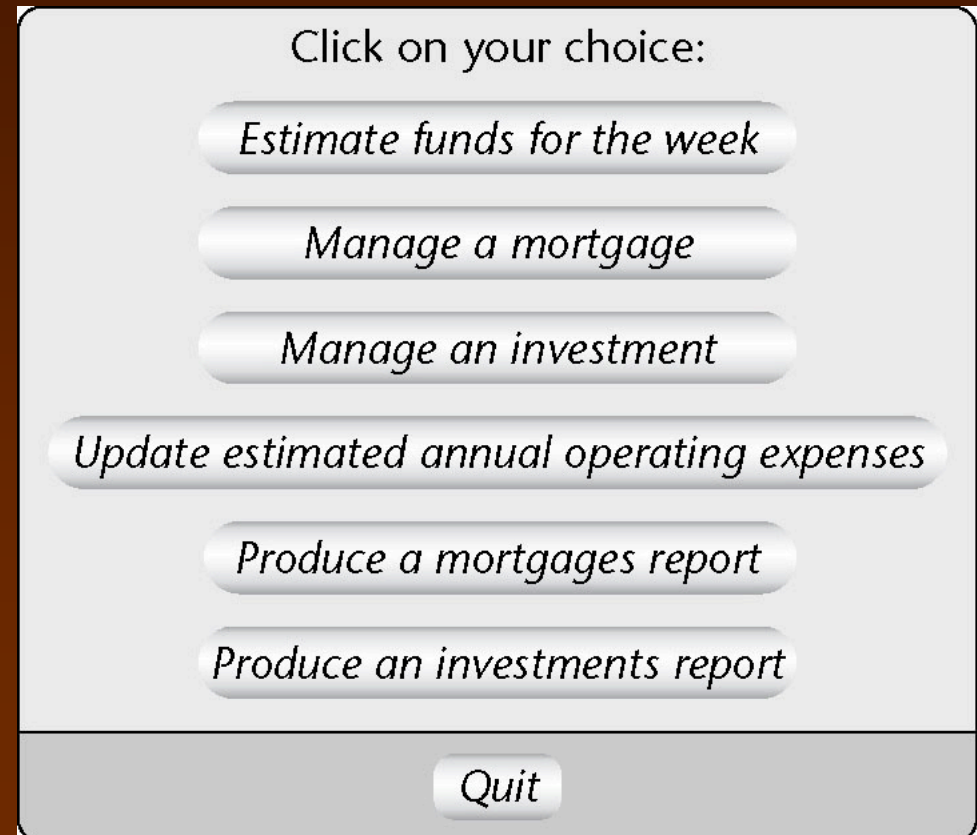 Click on your choice:
Estimate funds for the week
Manage a mortgage
Manage an investment
Update estimated annual operating expenses
Produce a mortgages report
Produce an investments report
Quit